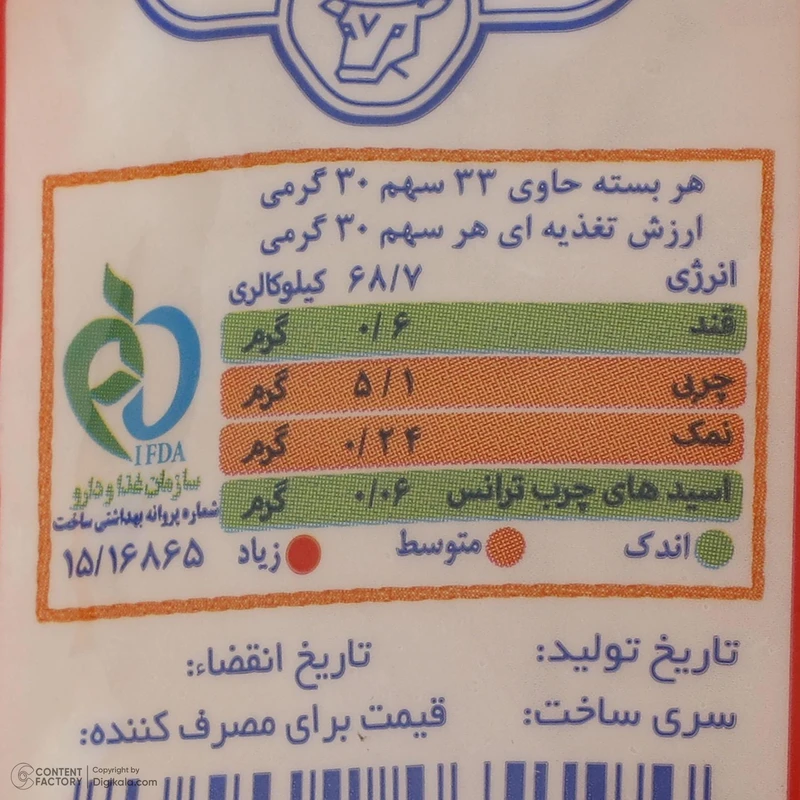 هر بسته حاوی ۳۳ سهم ۳۰ گرمی
ارزش تغذیه ای هر سهم ۳۰ گرمی
انرژی ۶۸/۷ کیلوکالری
قند ۰/۶ گرم
چربی ۵/۱ گرم
نمک ۰/۲۴ گرم
اسید های چرب ترانس ۰/۰۶ گرم
اندک متوسط زیاد
IFDA
سازمان غذا و دارو
شماره پروانه بهداشتی ساخت
۱۵/۱۶۸۶۵
تاریخ تولید: تاریخ انقضاء:
سری ساخت: قیمت برای مصرف کننده:
CONTENT FACTORY
Copyright by
Digikala.com